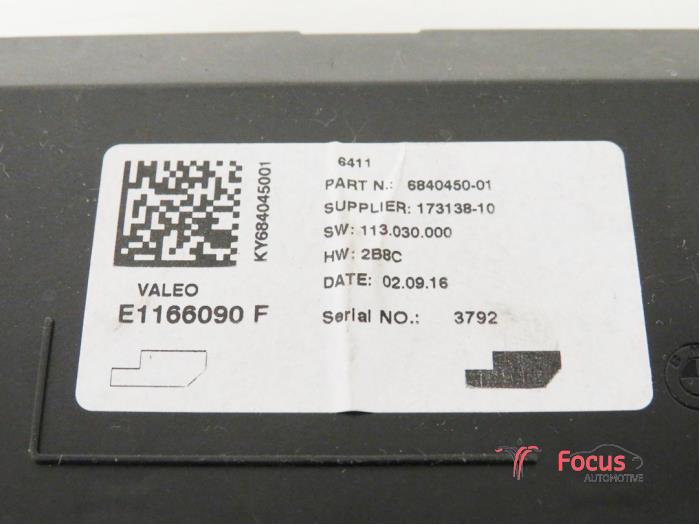 6411
PART N.: 6840450-01
SUPPLIER: 173138-10
SW: 113.030.000
HW: 2B8C
DATE: 02.09.16
Serial NO.: 3792
KY684045001
VALEO
E1166090 F
Focus
AUTOMOTIVE